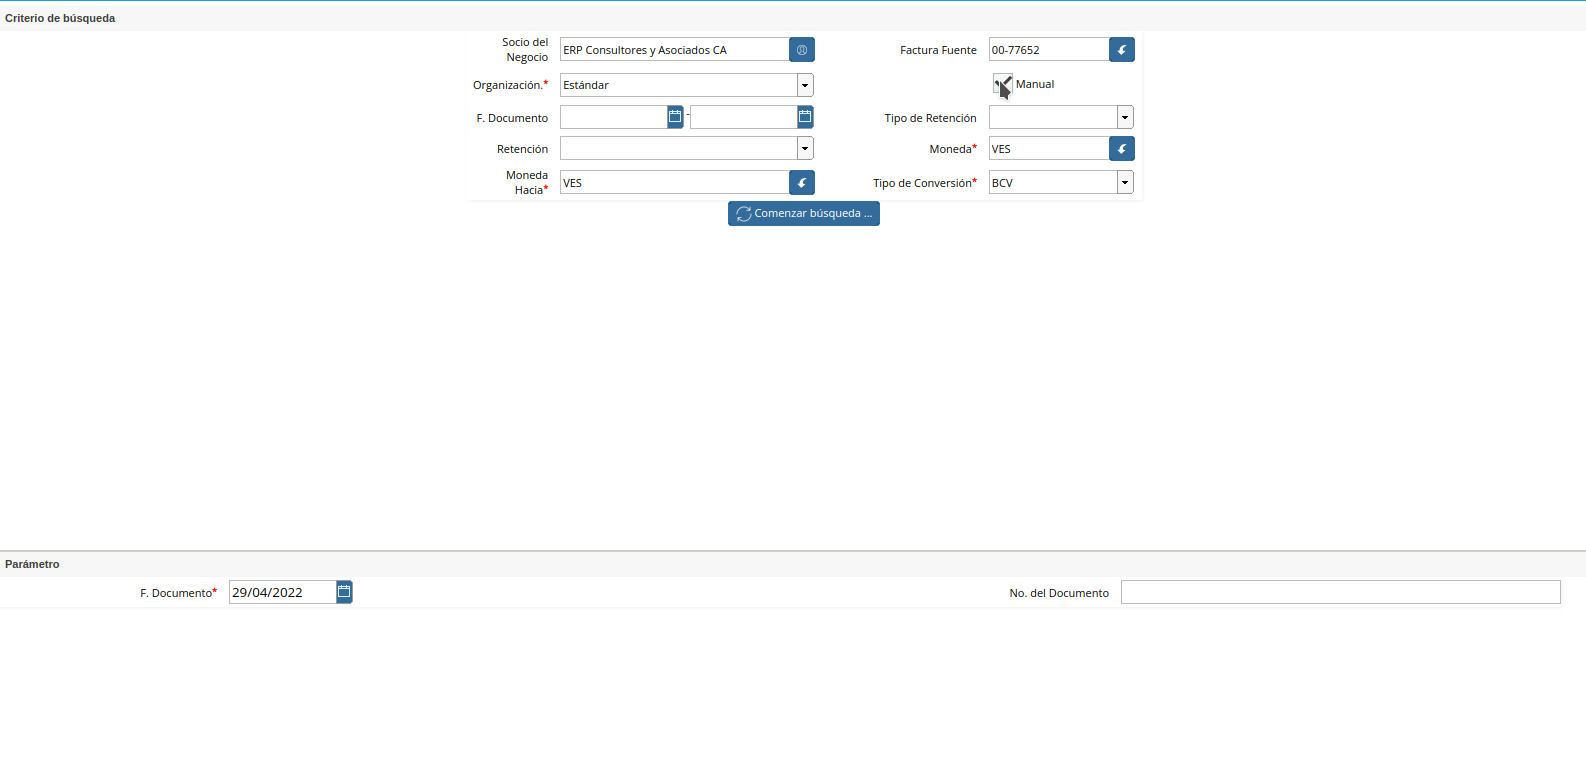 Criterio de búsqueda
Socio del
Negocio
ERP Consultores y Asociados CA
Factura Fuente
00-77652
Organización.*
Estándar
Manual
F. Documento
-
Tipo de Retención
Retención
Moneda*
VES
Moneda
Hacia*
VES
Tipo de Conversión*
BCV
Comenzar búsqueda ...
Parámetro
F. Documento*
29/04/2022
No. del Documento